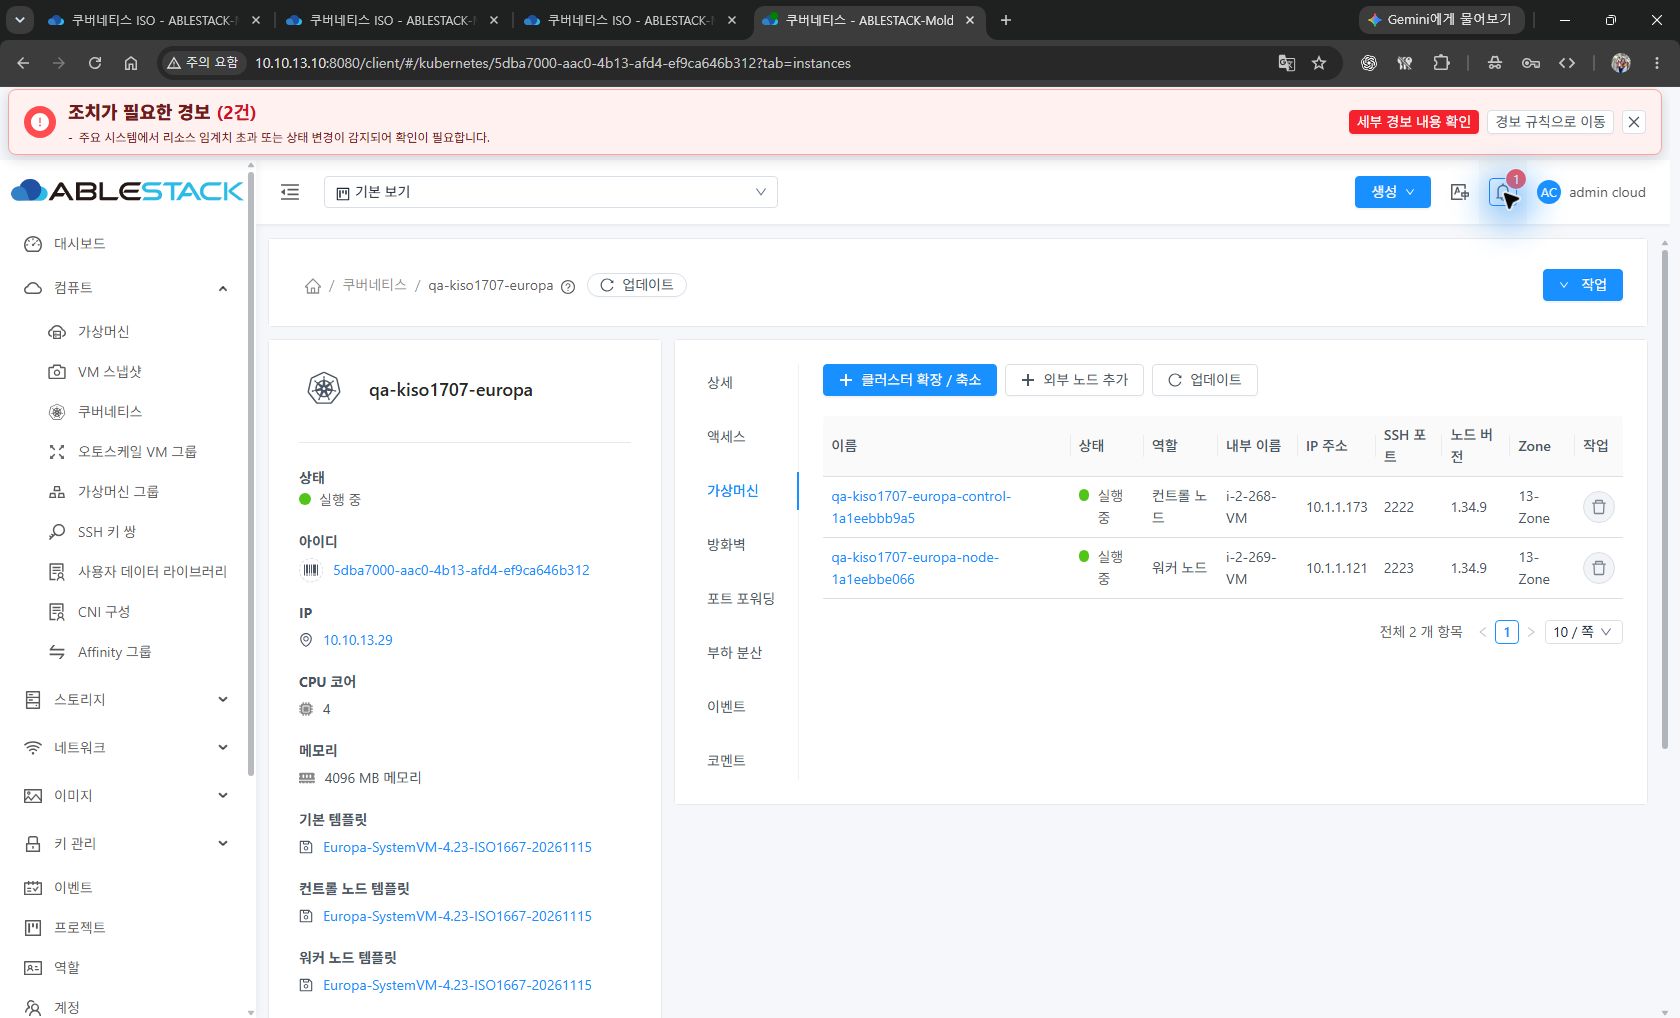 쿠버네티스 ISO - ABLESTACK-
쿠버네티스 ISO - ABLESTACK-
쿠버네티스 ISO - ABLESTACK-
쿠버네티스 - ABLESTACK-Mold
Gemini에게 물어보기
주의 요함
10.10.13.10:8080/client/#/kubernetes/5dba7000-aac0-4b13-afd4-ef9ca646b312?tab=instances
조치가 필요한 경보 (2건)
- 주요 시스템에서 리소스 임계치 초과 또는 상태 변경이 감지되어 확인이 필요합니다.
세부 경보 내용 확인
경보 규칙으로 이동
ABLESTACK
기본 보기
생성
1
AC
admin cloud
대시보드
컴퓨트
가상머신
VM 스냅샷
쿠버네티스
오토스케일 VM 그룹
가상머신 그룹
SSH 키 쌍
사용자 데이터 라이브러리
CNI 구성
Affinity 그룹
스토리지
네트워크
이미지
키 관리
이벤트
프로젝트
역할
계정
/ 쿠버네티스 / qa-kiso1707-europa
업데이트
작업
qa-kiso1707-europa
상태
실행 중
아이디
5dba7000-aac0-4b13-afd4-ef9ca646b312
IP
10.10.13.29
CPU 코어
4
메모리
4096 MB 메모리
기본 템플릿
Europa-SystemVM-4.23-ISO1667-20261115
컨트롤 노드 템플릿
Europa-SystemVM-4.23-ISO1667-20261115
워커 노드 템플릿
Europa-SystemVM-4.23-ISO1667-20261115
상세
액세스
가상머신
방화벽
포트 포워딩
부하 분산
이벤트
코멘트
클러스터 확장 / 축소
외부 노드 추가
업데이트
이름 상태 역할 내부 이름 IP 주소 SSH 포트 노드 버전 Zone 작업
qa-kiso1707-europa-control-1a1eebbb9a5 실행 중 컨트롤 노드 i-2-268-VM 10.1.1.173 2222 1.34.9 13-Zone
qa-kiso1707-europa-node-1a1eebbe066 실행 중 워커 노드 i-2-269-VM 10.1.1.121 2223 1.34.9 13-Zone
전체 2 개 항목 < 1 > 10 / 쪽